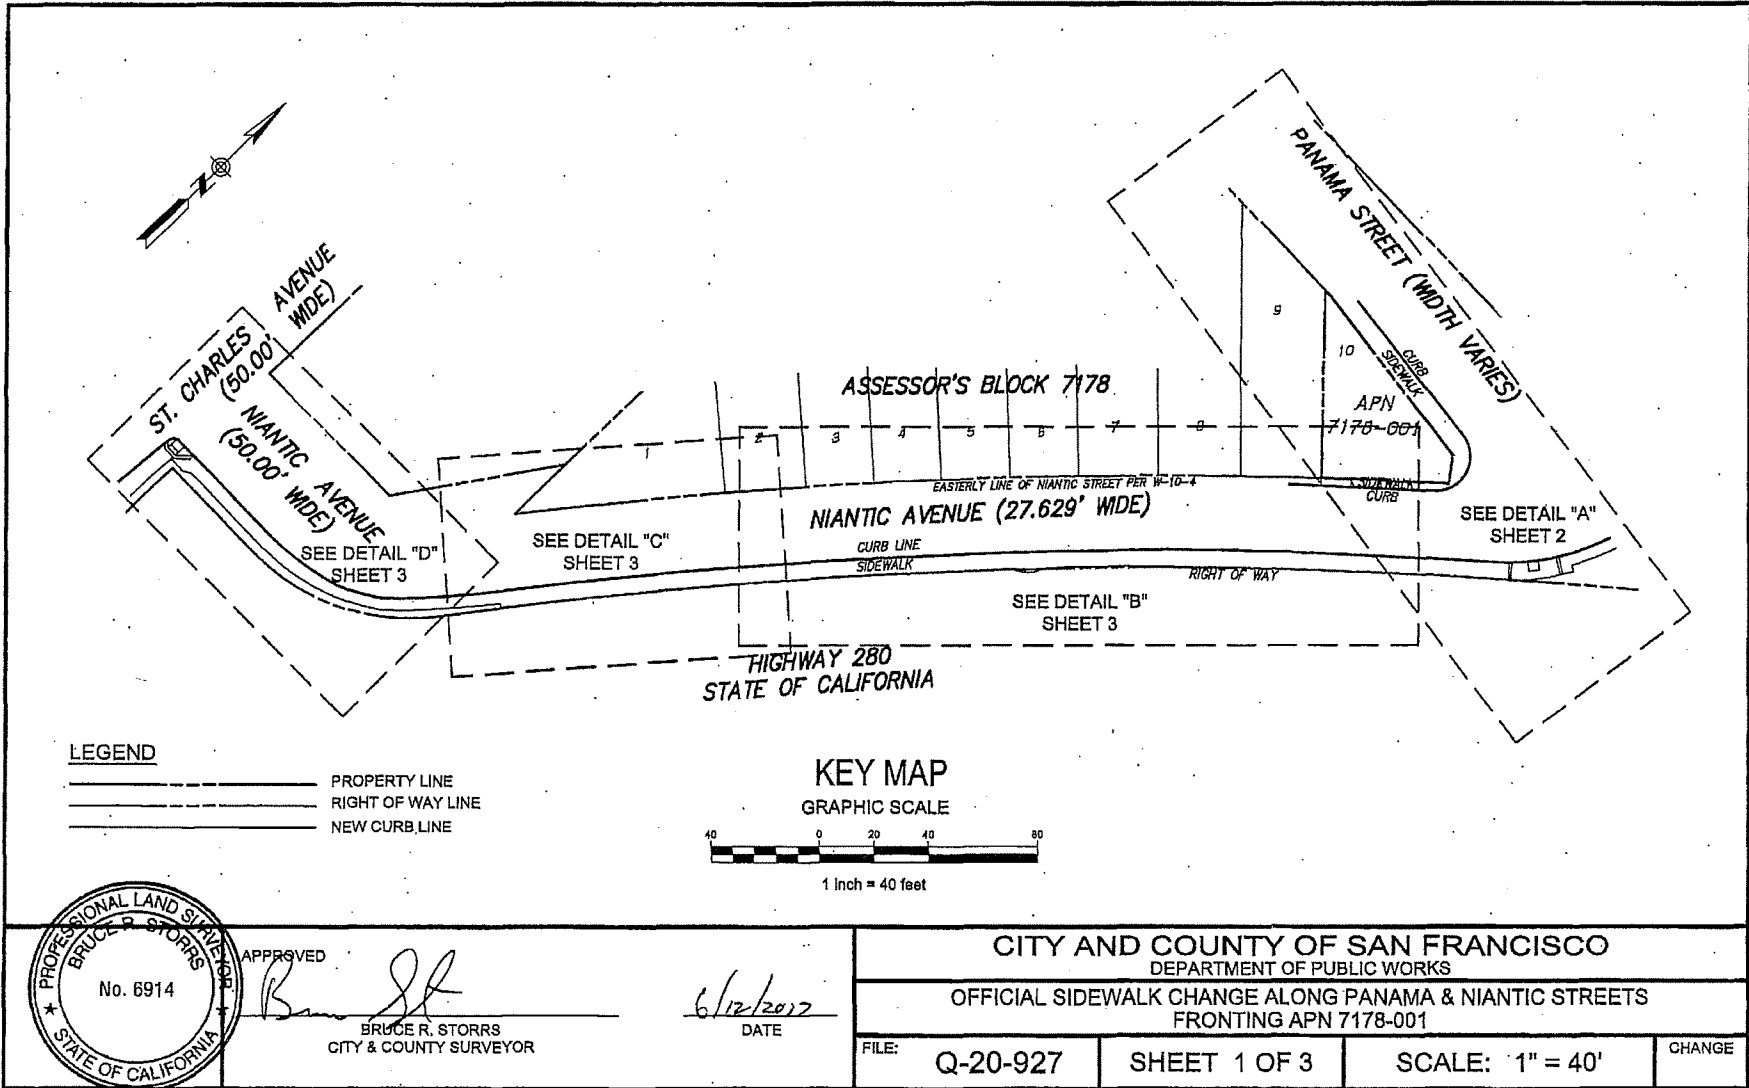 N
ST. CHARLES AVENUE
(50.00' WIDE)
NIANTIC AVENUE
(50.00' WIDE)
PANAMA STREET (WIDTH VARIES)
ASSESSOR'S BLOCK 7178
1
2
3
4
5
6
7
8
9
10
CURB
SIDEWALK
APN
7178-001
EASTERLY LINE OF NIANTIC STREET PER W-10-4
SIDEWALK
CURB
NIANTIC AVENUE (27.629' WIDE)
SEE DETAIL "A"
SHEET 2
SEE DETAIL "D"
SHEET 3
SEE DETAIL "C"
SHEET 3
CURB LINE
SIDEWALK
RIGHT OF WAY
SEE DETAIL "B"
SHEET 3
HIGHWAY 280
STATE OF CALIFORNIA
LEGEND
PROPERTY LINE
RIGHT OF WAY LINE
NEW CURB LINE
KEY MAP
GRAPHIC SCALE
40 0 20 40 80
1 inch = 40 feet
PROFESSIONAL LAND SURVEYOR
BRUCE R. STORRS
No. 6914
STATE OF CALIFORNIA
APPROVED
BRUCE R. STORRS
CITY & COUNTY SURVEYOR
DATE
CITY AND COUNTY OF SAN FRANCISCO
DEPARTMENT OF PUBLIC WORKS
OFFICIAL SIDEWALK CHANGE ALONG PANAMA & NIANTIC STREETS
FRONTING APN 7178-001
FILE:
Q-20-927
SHEET 1 OF 3
SCALE: 1" = 40'
CHANGE